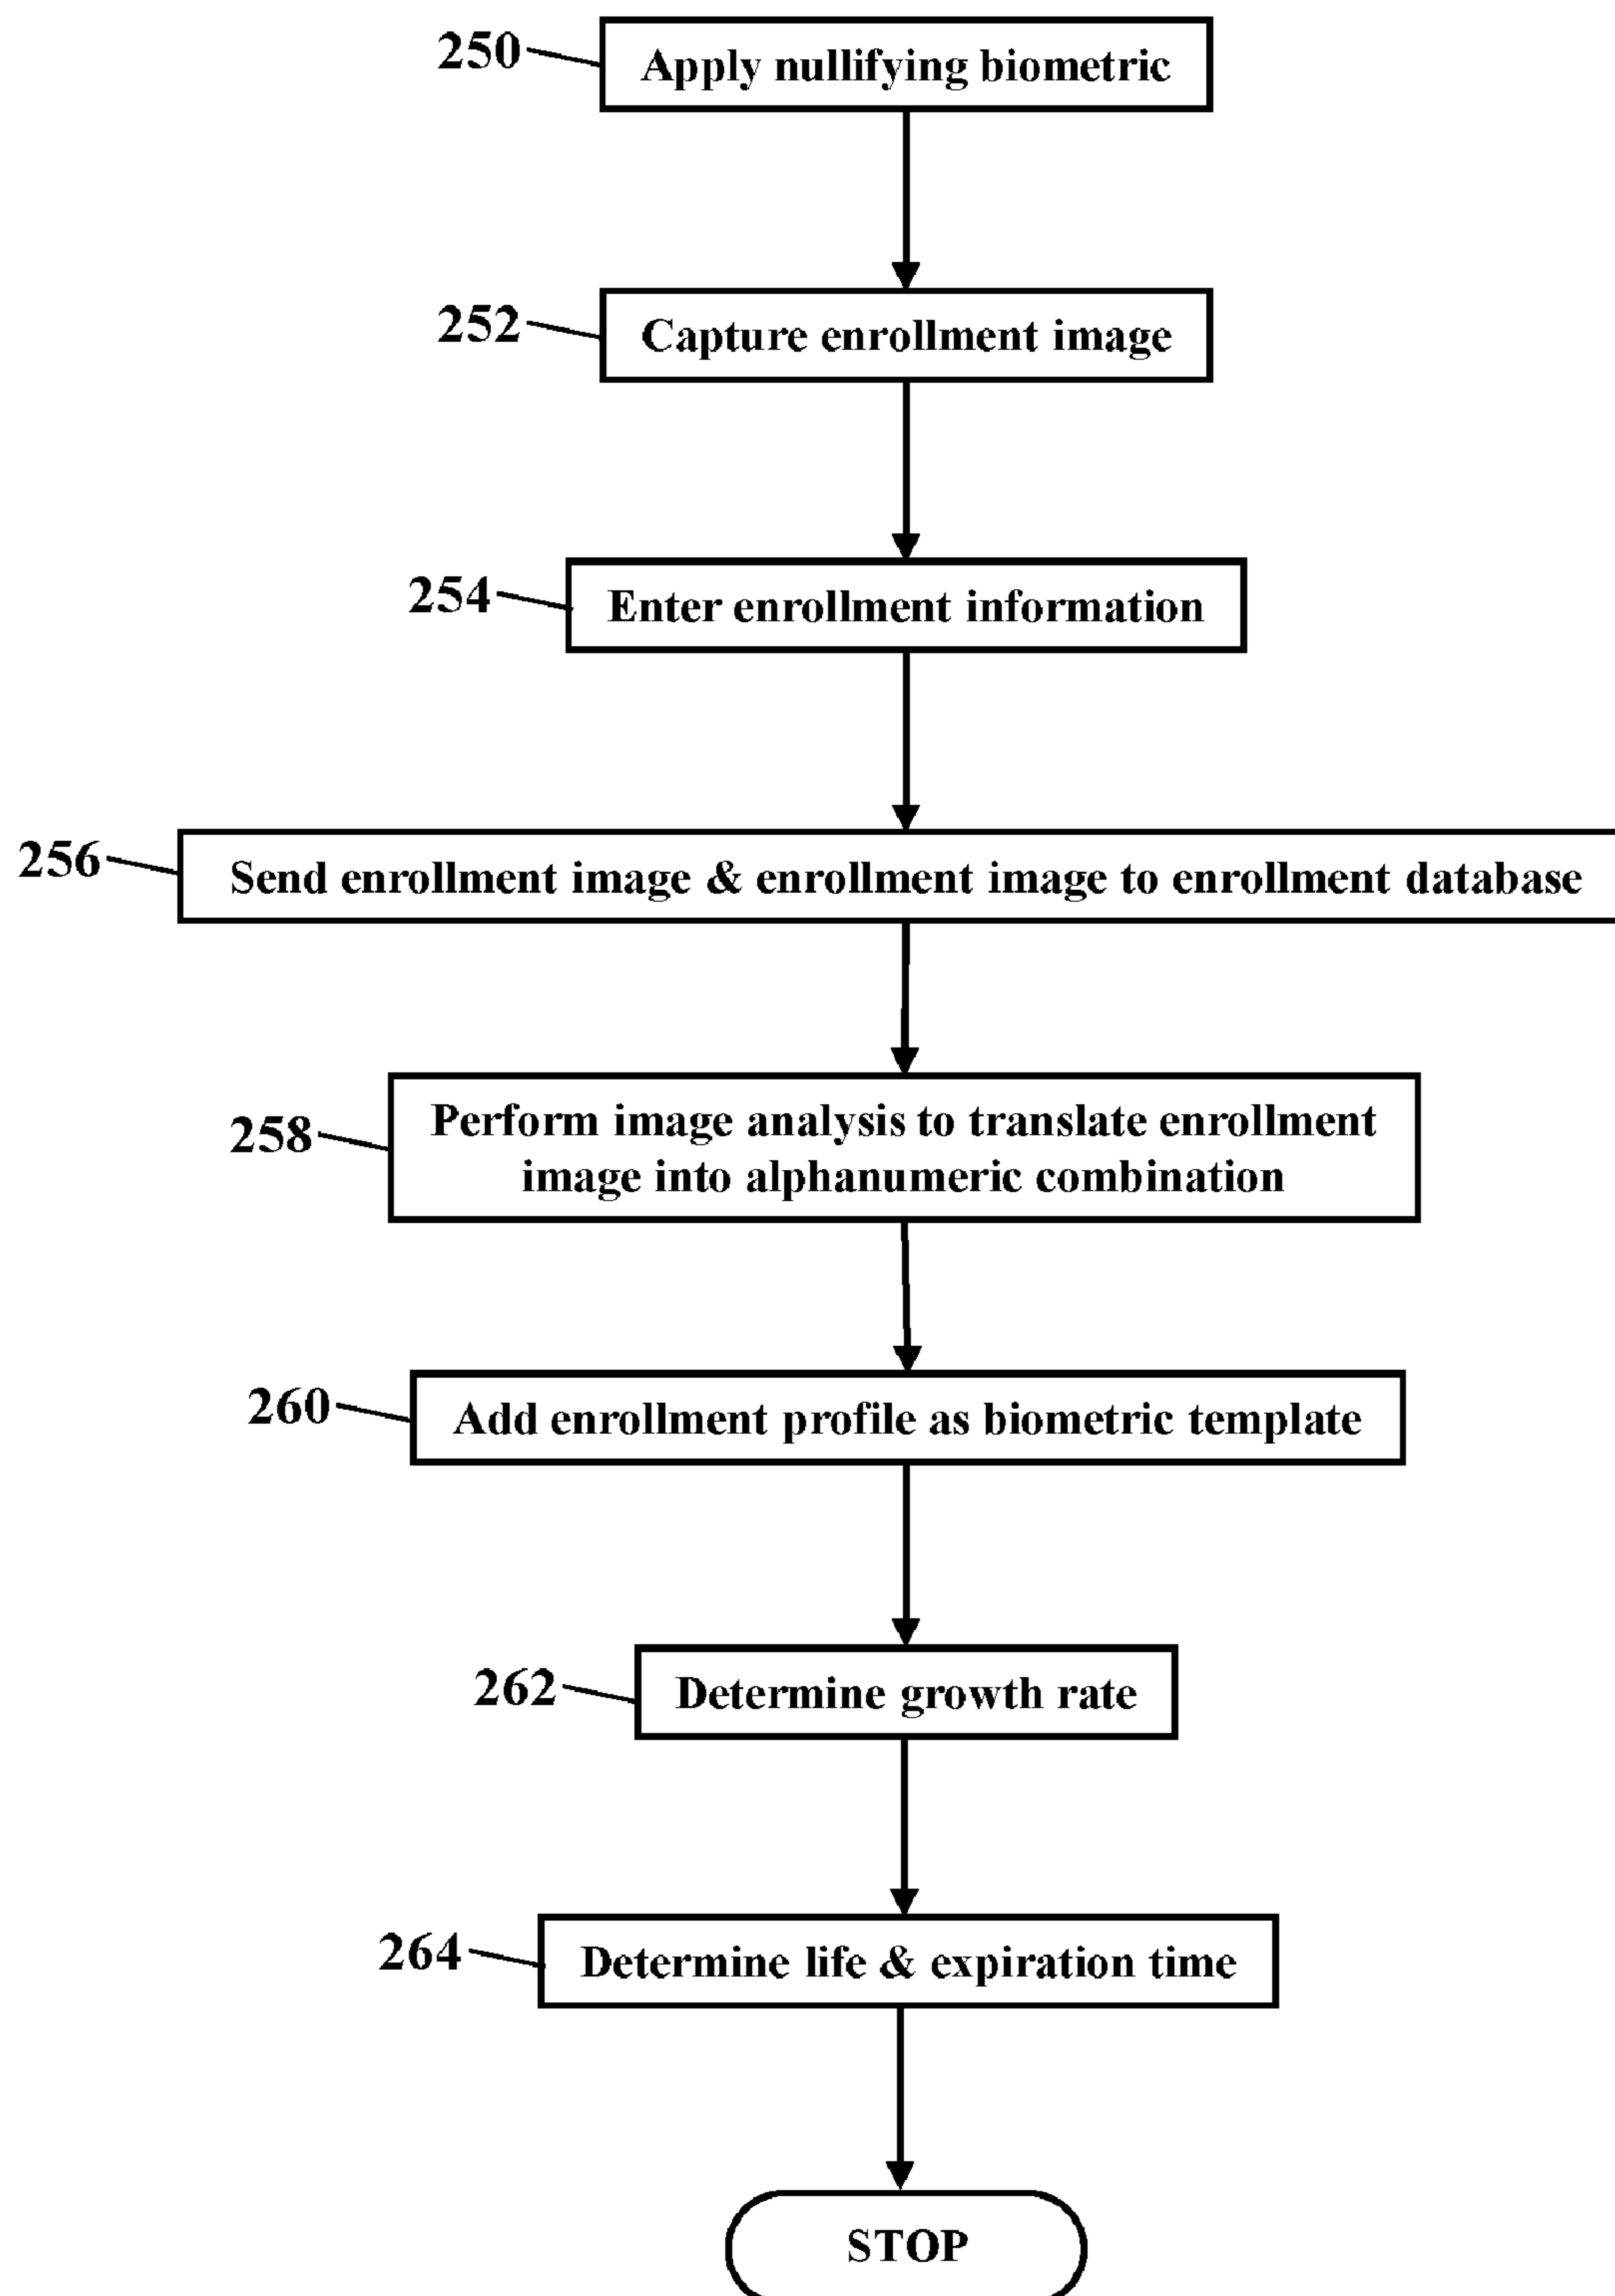 250
Apply nullifying biometric
252
Capture enrollment image
254
Enter enrollment information
256
Send enrollment image & enrollment image to enrollment database
258
Perform image analysis to translate enrollment
image into alphanumeric combination
260
Add enrollment profile as biometric template
262
Determine growth rate
264
Determine life & expiration time
STOP